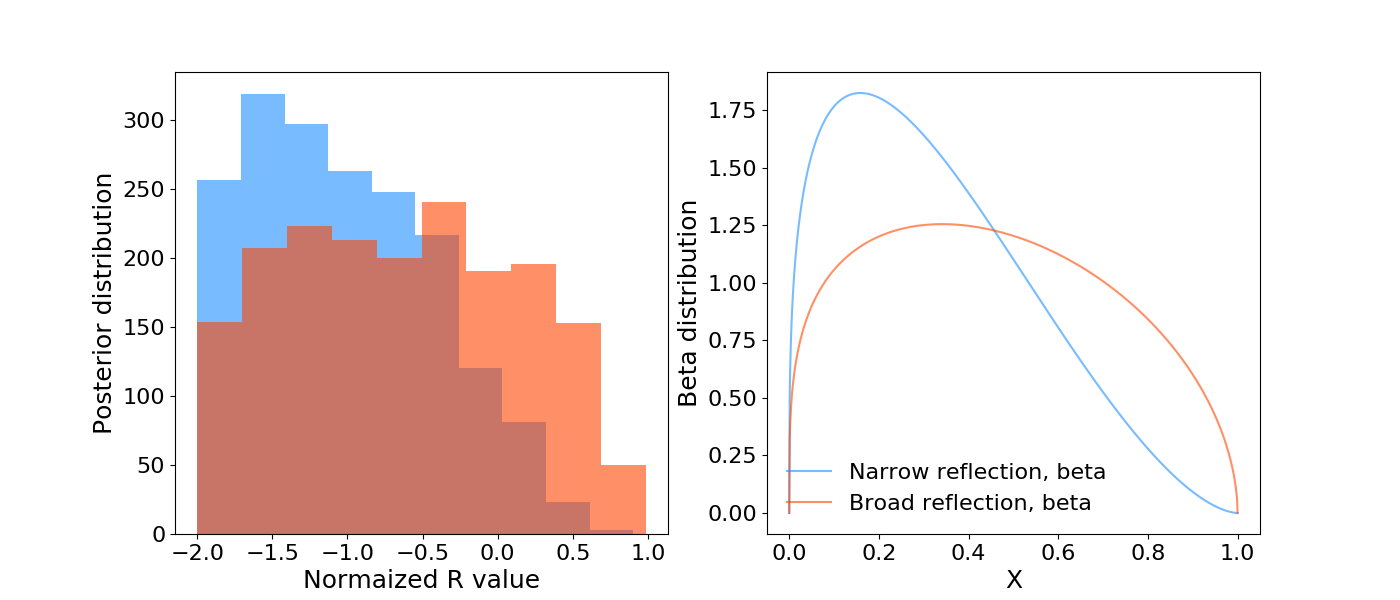 Posterior distribution
300
250
200
150
100
50
0
−2.0 −1.5 −1.0 −0.5 0.0 0.5 1.0
Normaized R value
Beta distribution
1.75
1.50
1.25
1.00
0.75
0.50
0.25
0.00
Narrow reflection, beta
Broad reflection, beta
0.0 0.2 0.4 0.6 0.8 1.0
X